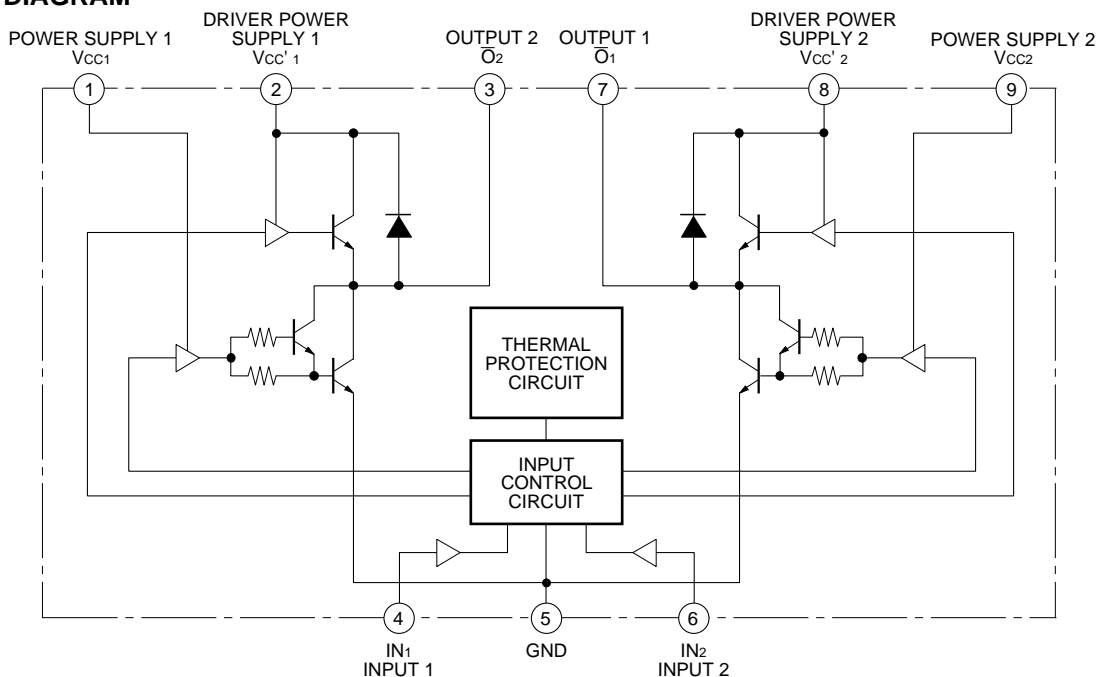 DIAGRAM
POWER SUPPLY 1
VCC1
DRIVER POWER
SUPPLY 1
VCC' 1
OUTPUT 2
O̅2
OUTPUT 1
O̅1
DRIVER POWER
SUPPLY 2
VCC' 2
POWER SUPPLY 2
VCC2
1
2
3
7
8
9
THERMAL
PROTECTION
CIRCUIT
INPUT
CONTROL
CIRCUIT
4
5
6
IN1
INPUT 1
GND
IN2
INPUT 2